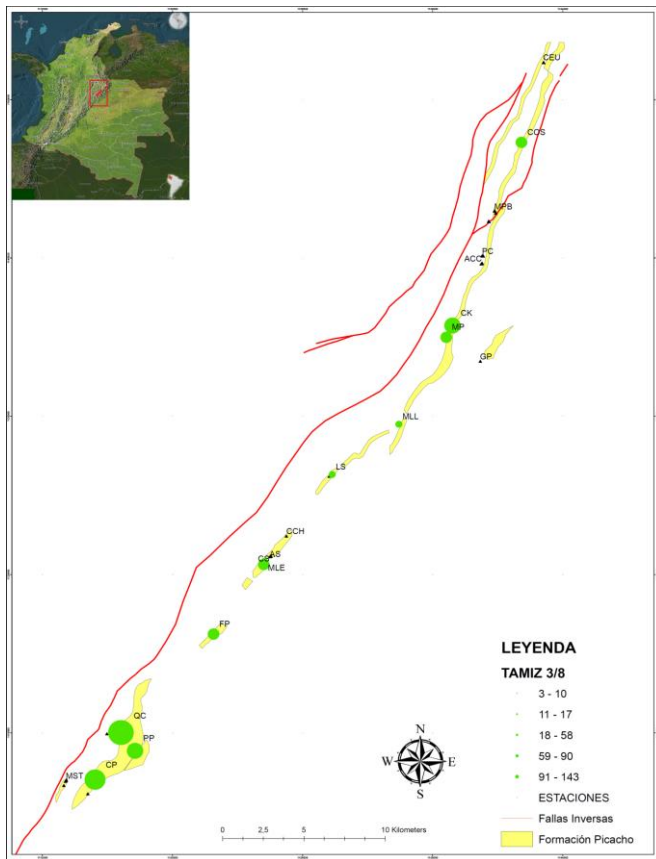 CEU
COS
MPB
PC
ACC
CK
MP
GP
MLL
LS
CCH
AS
CG
MLE
FP
QC
PP
CP
MST
LEYENDA
TAMIZ 3/8
3 - 10
11 - 17
18 - 58
59 - 90
91 - 143
ESTACIONES
Fallas Inversas
Formación Picacho
N
W E
S
0 2,5 5 10 Kilometers